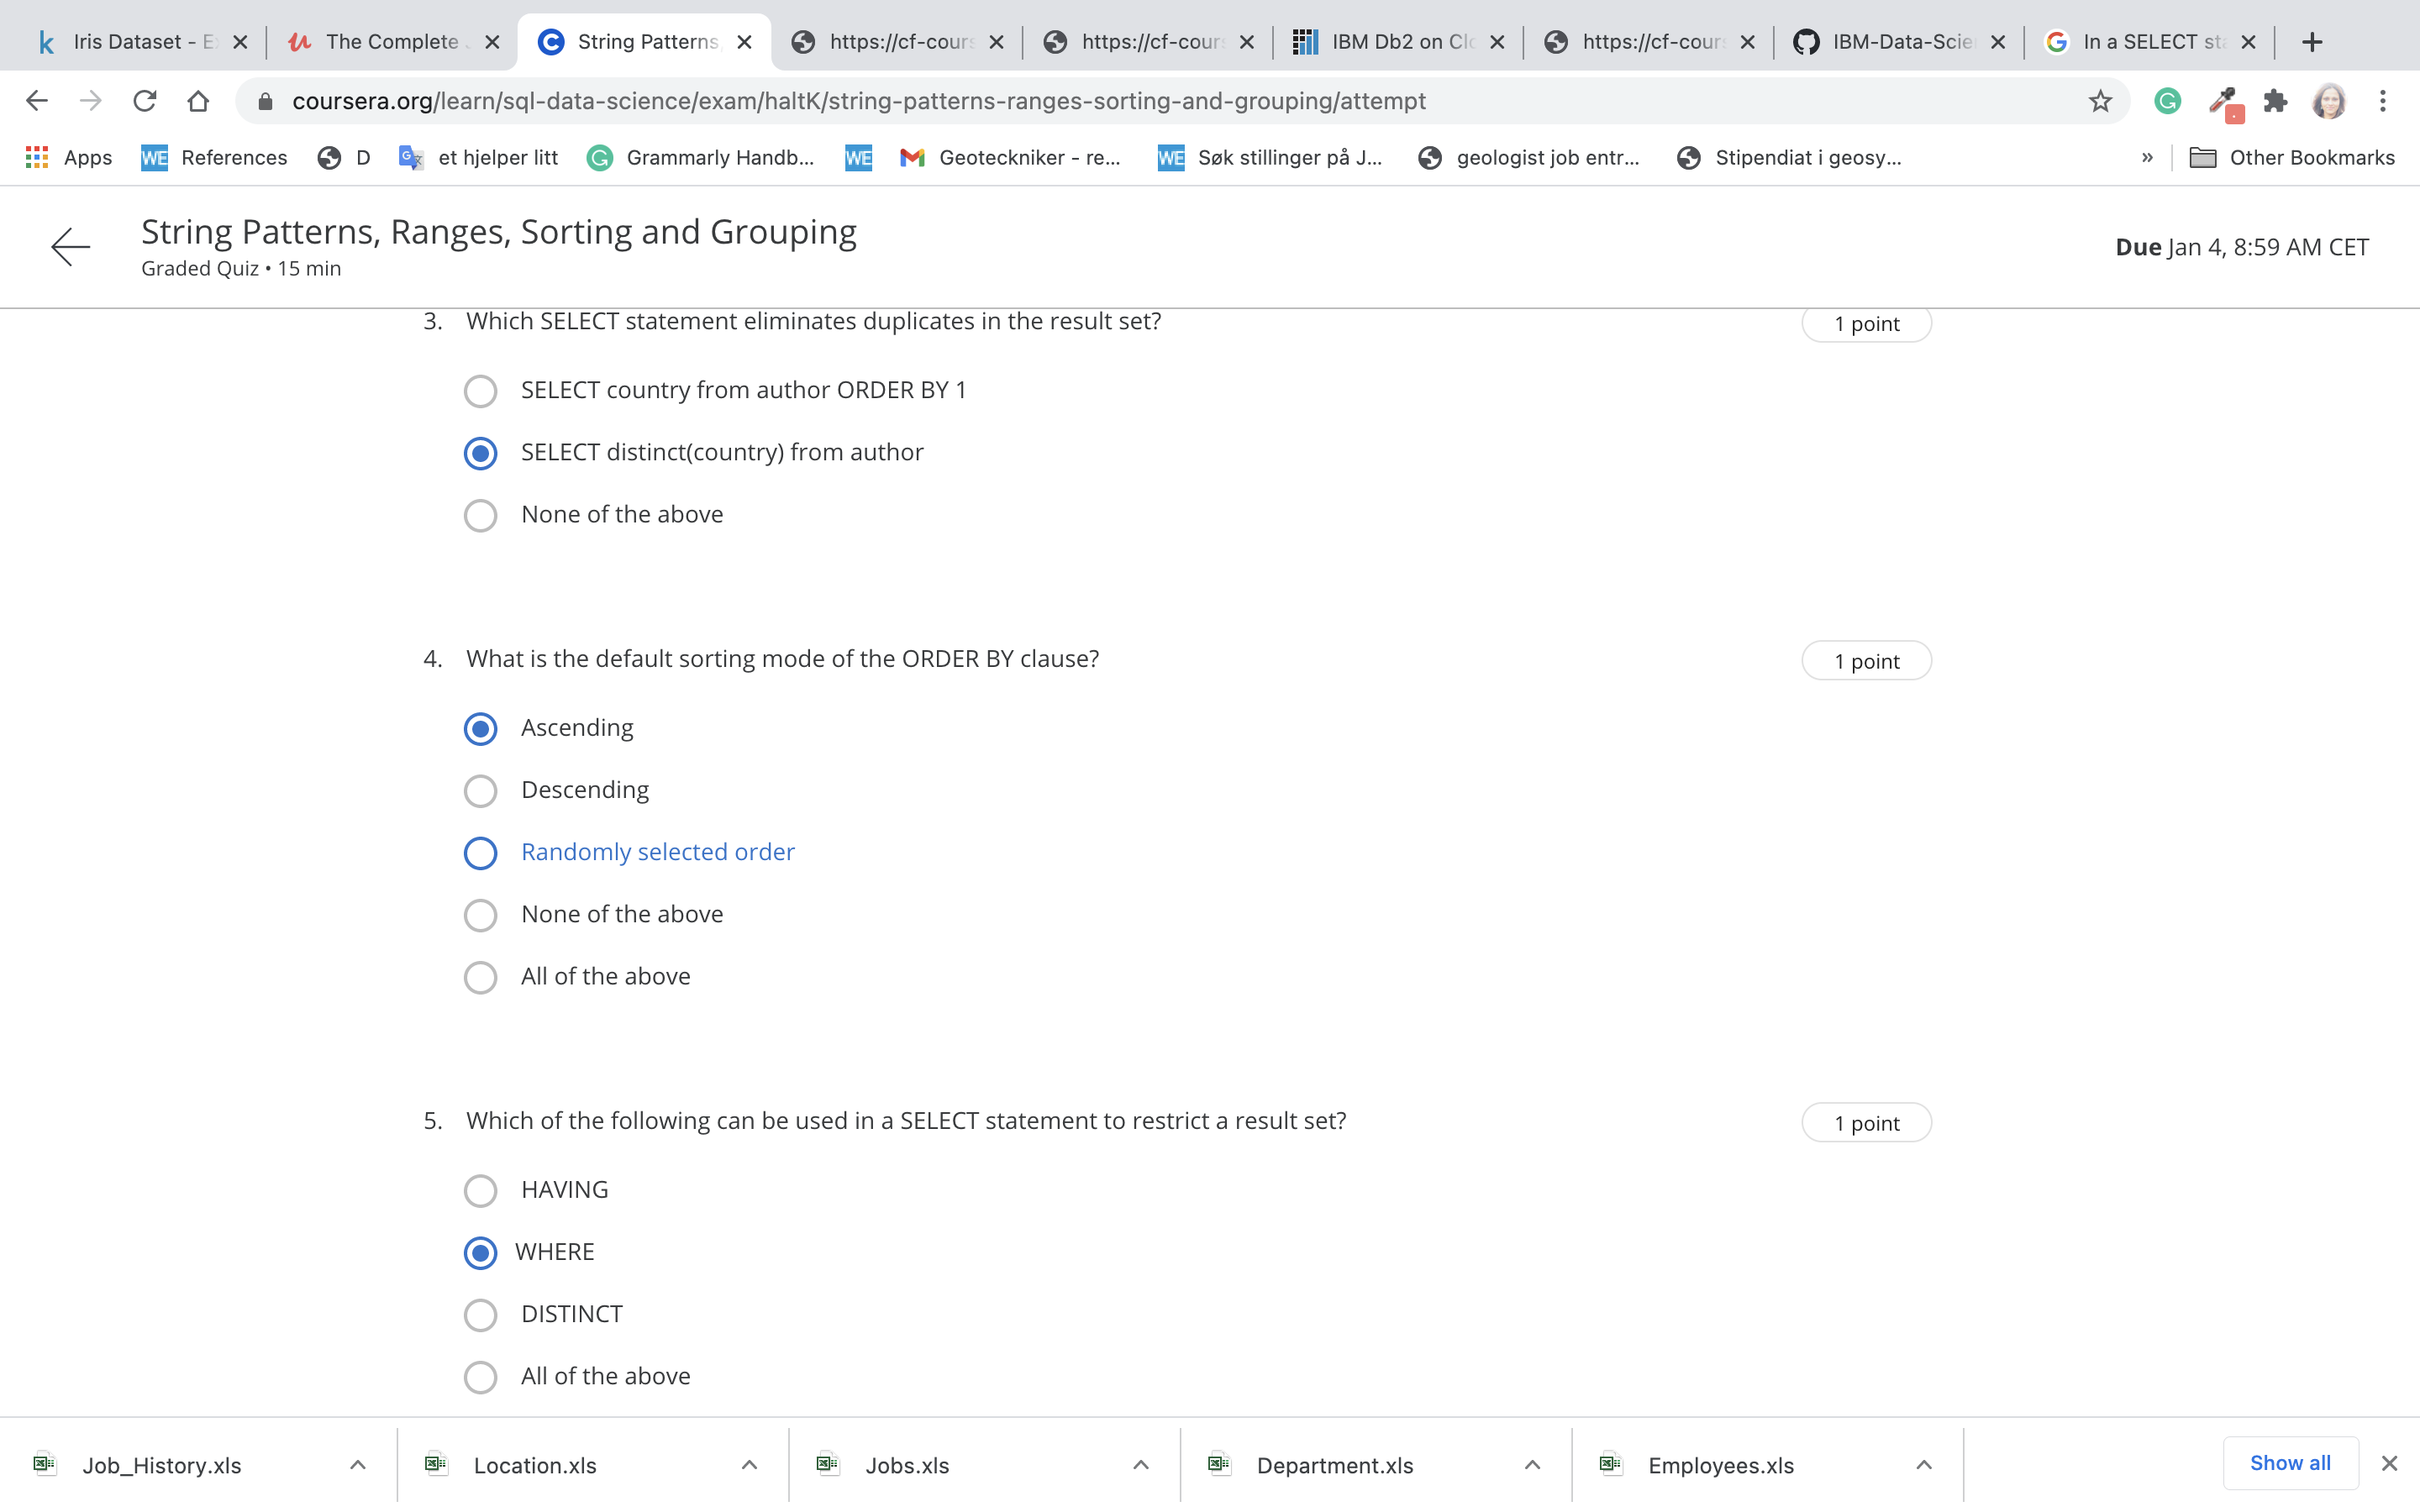 Iris Dataset - E
The Complete
String Patterns,
https://cf-cours
https://cf-cours
IBM Db2 on Clo
https://cf-cours
IBM-Data-Scie
In a SELECT sta
coursera.org/learn/sql-data-science/exam/haltK/string-patterns-ranges-sorting-and-grouping/attempt
Apps
WE References
D
et hjelper litt
Grammarly Handb...
WE
Geoteckniker - re...
WE Søk stillinger på J...
geologist job entr...
Stipendiat i geosy...
»
Other Bookmarks
String Patterns, Ranges, Sorting and Grouping
Graded Quiz • 15 min
Due Jan 4, 8:59 AM CET
3. Which SELECT statement eliminates duplicates in the result set?
1 point
SELECT country from author ORDER BY 1
SELECT distinct(country) from author
None of the above
4. What is the default sorting mode of the ORDER BY clause?
1 point
Ascending
Descending
Randomly selected order
None of the above
All of the above
5. Which of the following can be used in a SELECT statement to restrict a result set?
1 point
HAVING
WHERE
DISTINCT
All of the above
Job_History.xls
Location.xls
Jobs.xls
Department.xls
Employees.xls
Show all